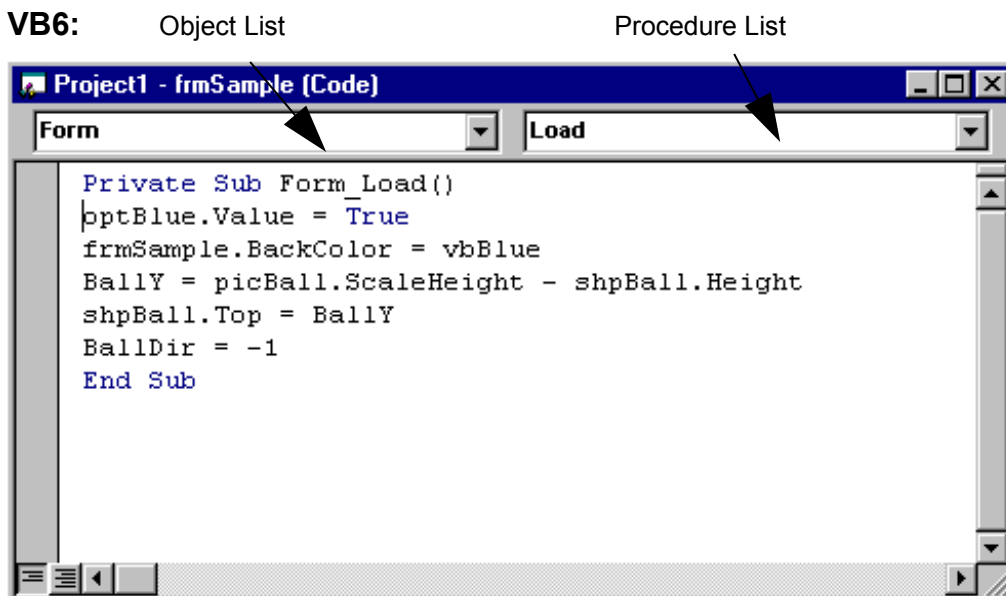 VB6: Object List Procedure List
Project1 - frmSample (Code)
Form Load
Private Sub Form_Load()
optBlue.Value = True
frmSample.BackColor = vbBlue
BallY = picBall.ScaleHeight - shpBall.Height
shpBall.Top = BallY
BallDir = -1
End Sub